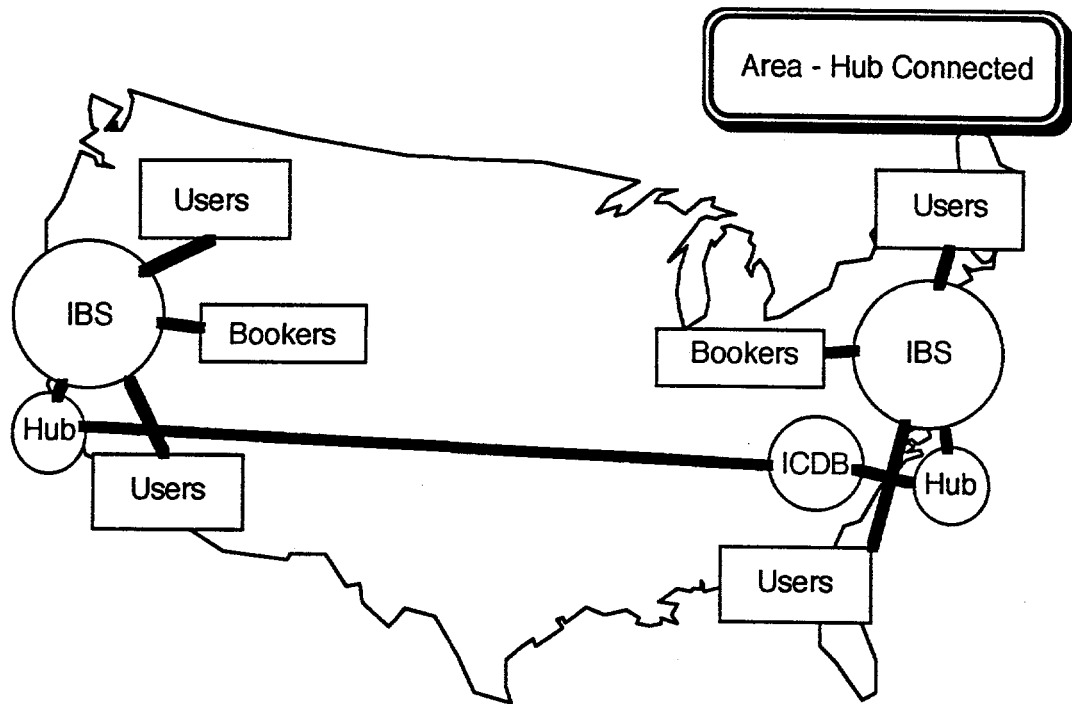 Area - Hub Connected
Users
Users
IBS
Bookers
IBS
Bookers
Hub
ICDB
Hub
Users
Users